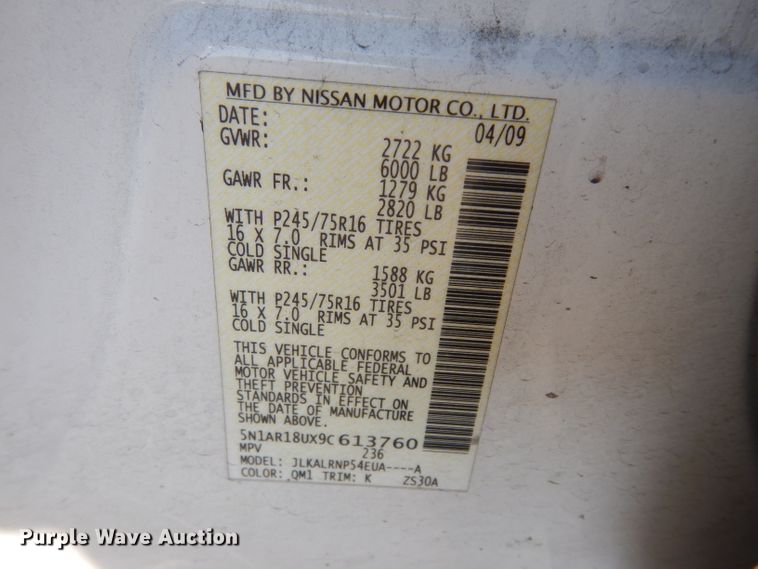 MFD BY NISSAN MOTOR CO., LTD.
DATE: 04/09
GVWR: 2722 KG
6000 LB
GAWR FR.: 1279 KG
2820 LB
WITH P245/75R16 TIRES
16 X 7.0 RIMS AT 35 PSI
COLD SINGLE
GAWR RR.: 1588 KG
3501 LB
WITH P245/75R16 TIRES
16 X 7.0 RIMS AT 35 PSI
COLD SINGLE
THIS VEHICLE CONFORMS TO
ALL APPLICABLE FEDERAL
MOTOR VEHICLE SAFETY AND
THEFT PREVENTION
STANDARDS IN EFFECT ON
THE DATE OF MANUFACTURE
SHOWN ABOVE.
5N1AR18UX9C613760
MPV 236
MODEL: JLKALRNP54EUA----A
COLOR: QM1 TRIM: K ZS30A
Purple Wave Auction